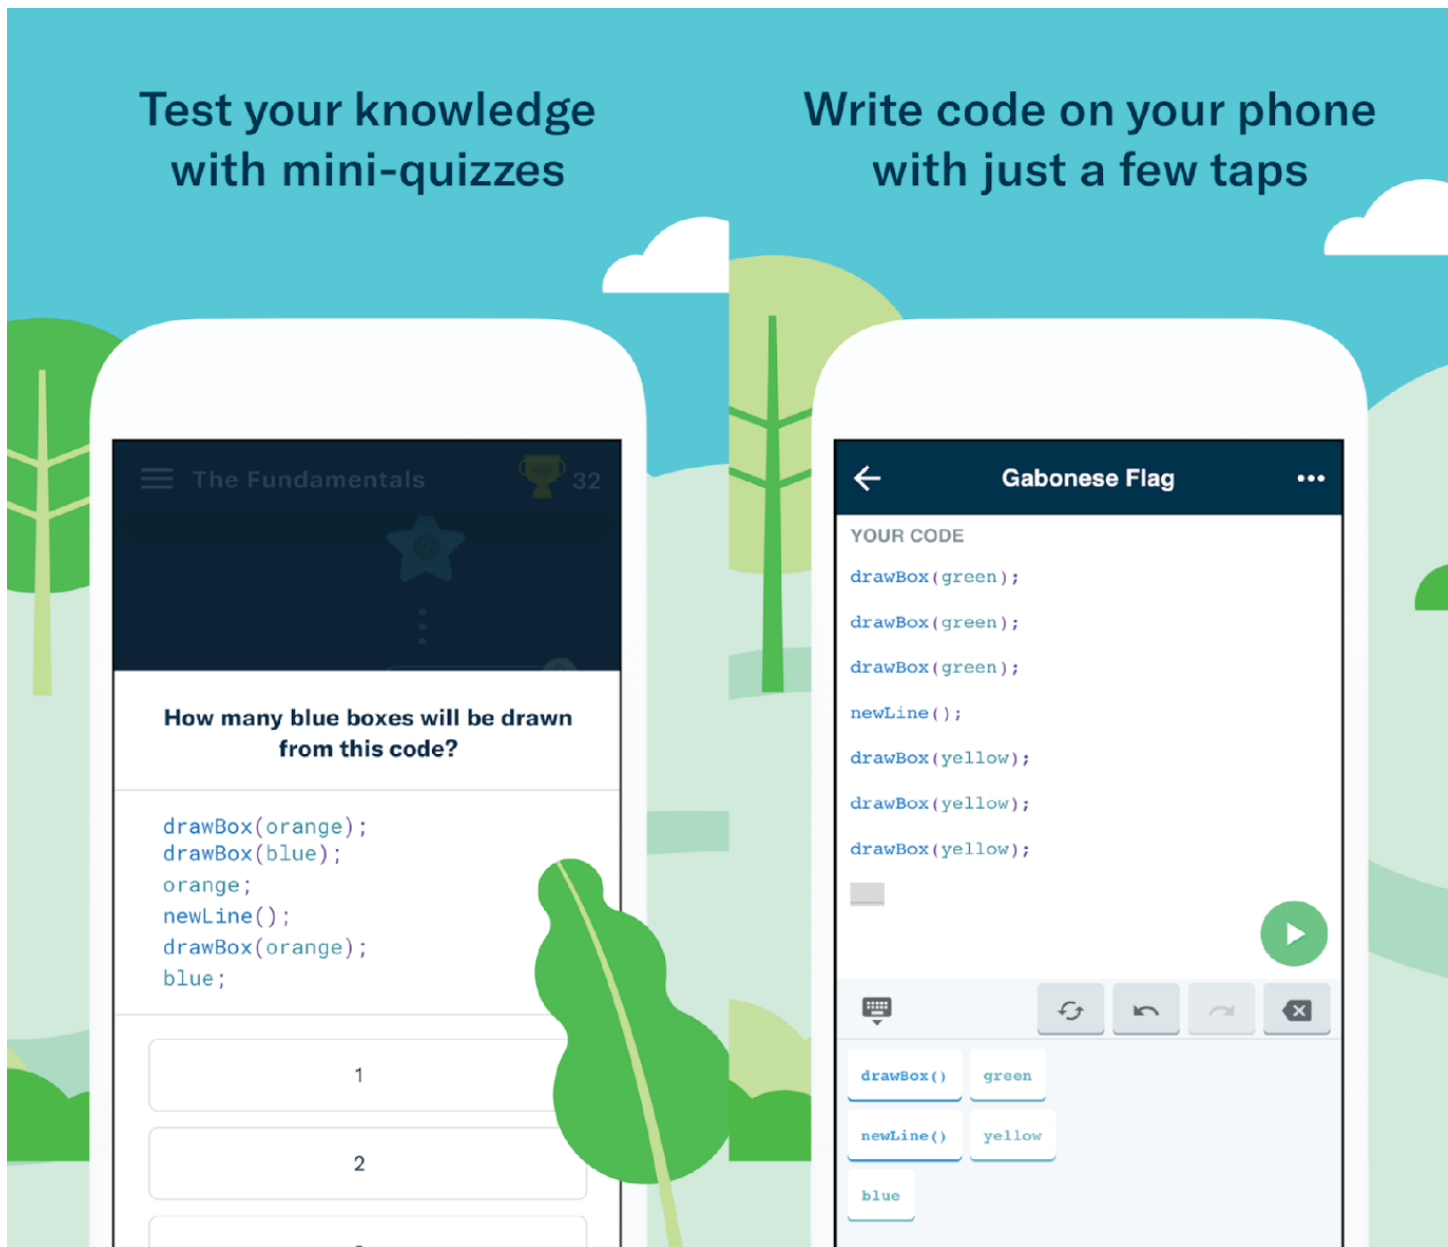 Test your knowledge
with mini-quizzes
The Fundamentals
32
?
How many blue boxes will be drawn
from this code?
drawBox(orange);
drawBox(blue);
orange;
newLine();
drawBox(orange);
blue;
1
2
Write code on your phone
with just a few taps
Gabonese Flag
YOUR CODE
drawBox(green);
drawBox(green);
drawBox(green);
newLine();
drawBox(yellow);
drawBox(yellow);
drawBox(yellow);
drawBox() green
newLine() yellow
blue